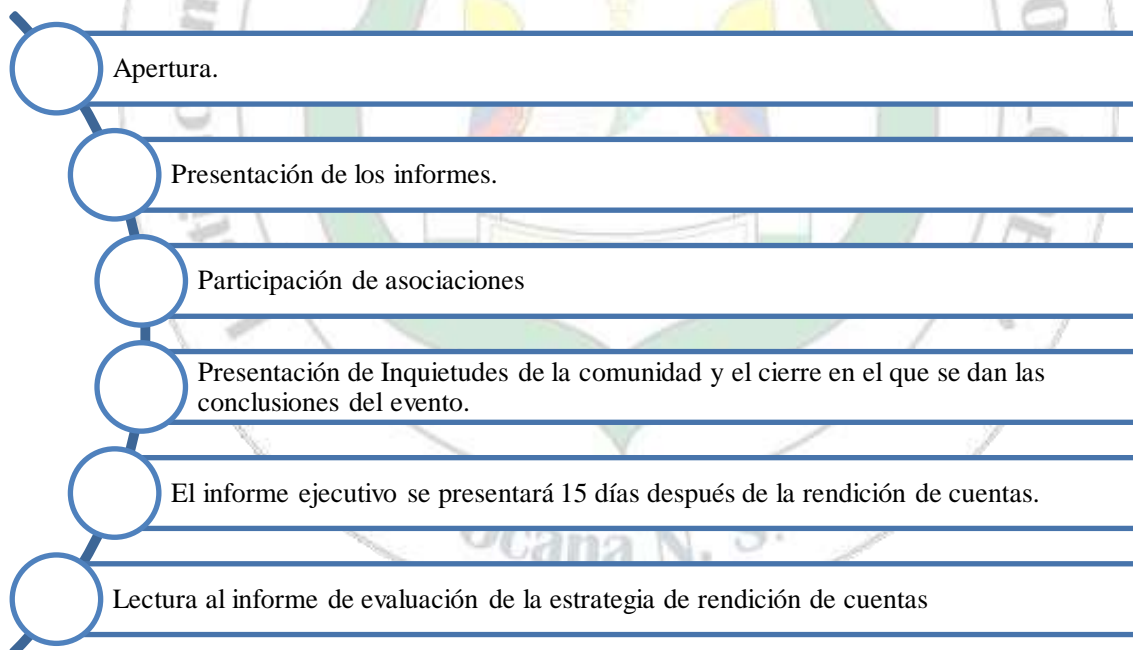 Apertura.
Presentación de los informes.
Participación de asociaciones
Presentación de Inquietudes de la comunidad y el cierre en el que se dan las
conclusiones del evento.
El informe ejecutivo se presentará 15 días después de la rendición de cuentas.
Ocaña N. S.
Lectura al informe de evaluación de la estrategia de rendición de cuentas